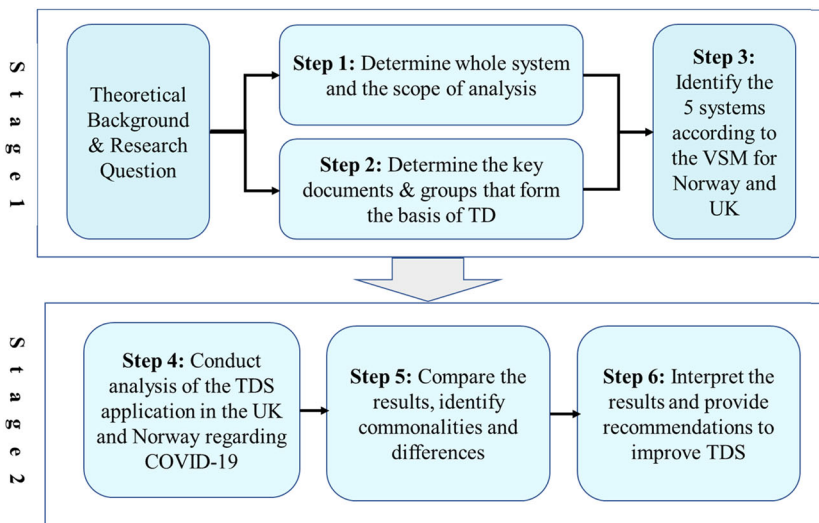 Stage 1
Theoretical
Background
& Research
Question
Step 1: Determine whole
system and the scope of
analysis
Step 2: Determine the key
documents & groups that form
the basis of TD
Step 3:
Identify the
5 systems
according to
the VSM for
Norway and
UK
Stage 2
Step 4: Conduct
analysis of the TDS
application in the UK
and Norway regarding
COVID-19
Step 5: Compare the
results, identify
commonalities and
differences
Step 6: Interpret the
results and provide
recommendations to
improve TDS